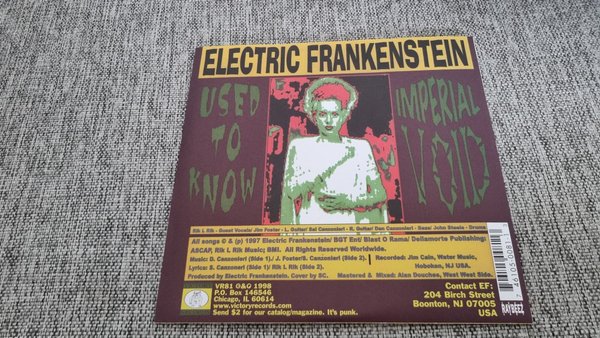 ELECTRIC FRANKENSTEIN
USED
TO
KNOW
IMPERIAL
VOID
Rik L Rik - Guest Vocals/ Jim Foster - L. Guitar/ Sal Canzonieri - R. Guitar/ Dan Canzonieri - Bass/ John Steele - Drums
All songs © & (p) 1997 Electric Frankenstein/ BGT Ent/ Blast O Rama/ Dellamorte Publishing:
ASCAP, Rik L Rik Music; BMI. All Rights Reserved Worldwide.
Music: D. Canzonieri (Side 1)./ J. Foster/S. Canzonieri (Side 2).
Lyrics: S. Canzoneri (Side 1)/ Rik L Rik (Side 2).
Recorded: Jim Cain, Water Music,
Hoboken, NJ USA.
Produced by Electric Frankenstein. Cover by SC.
Mastered & Mixed: Alan Douches, West West Side.
VR81 O&G 1998
P.O. Box 146546
Chicago, IL 60614
www.victoryrecords.com
Send $2 for our catalog/magazine. It's punk.
Contact EF:
204 Birch Street
Boonton, NJ 07005
USA
RAYBEEZ